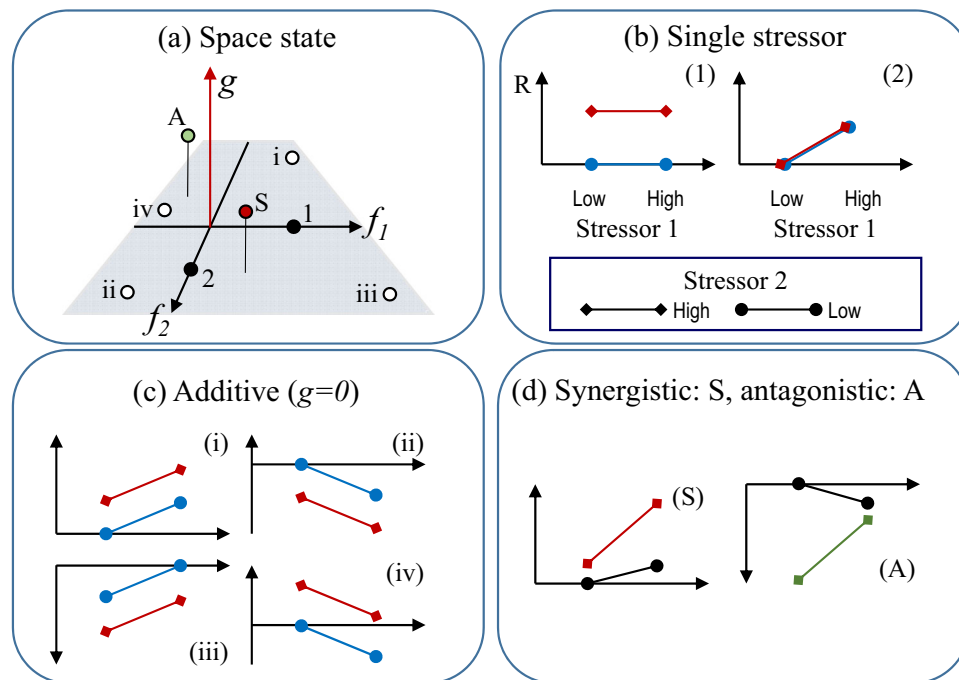 (a) Space state
g
A
i
S
iv
1
f1
2
ii
iii
f2
(b) Single stressor
R
(1)
(2)
Low
High
Low
High
Stressor 1
Stressor 1
Stressor 2
High
Low
(c) Additive (g=0)
(i)
(ii)
(iv)
(iii)
(d) Synergistic: S, antagonistic: A
(S)
(A)